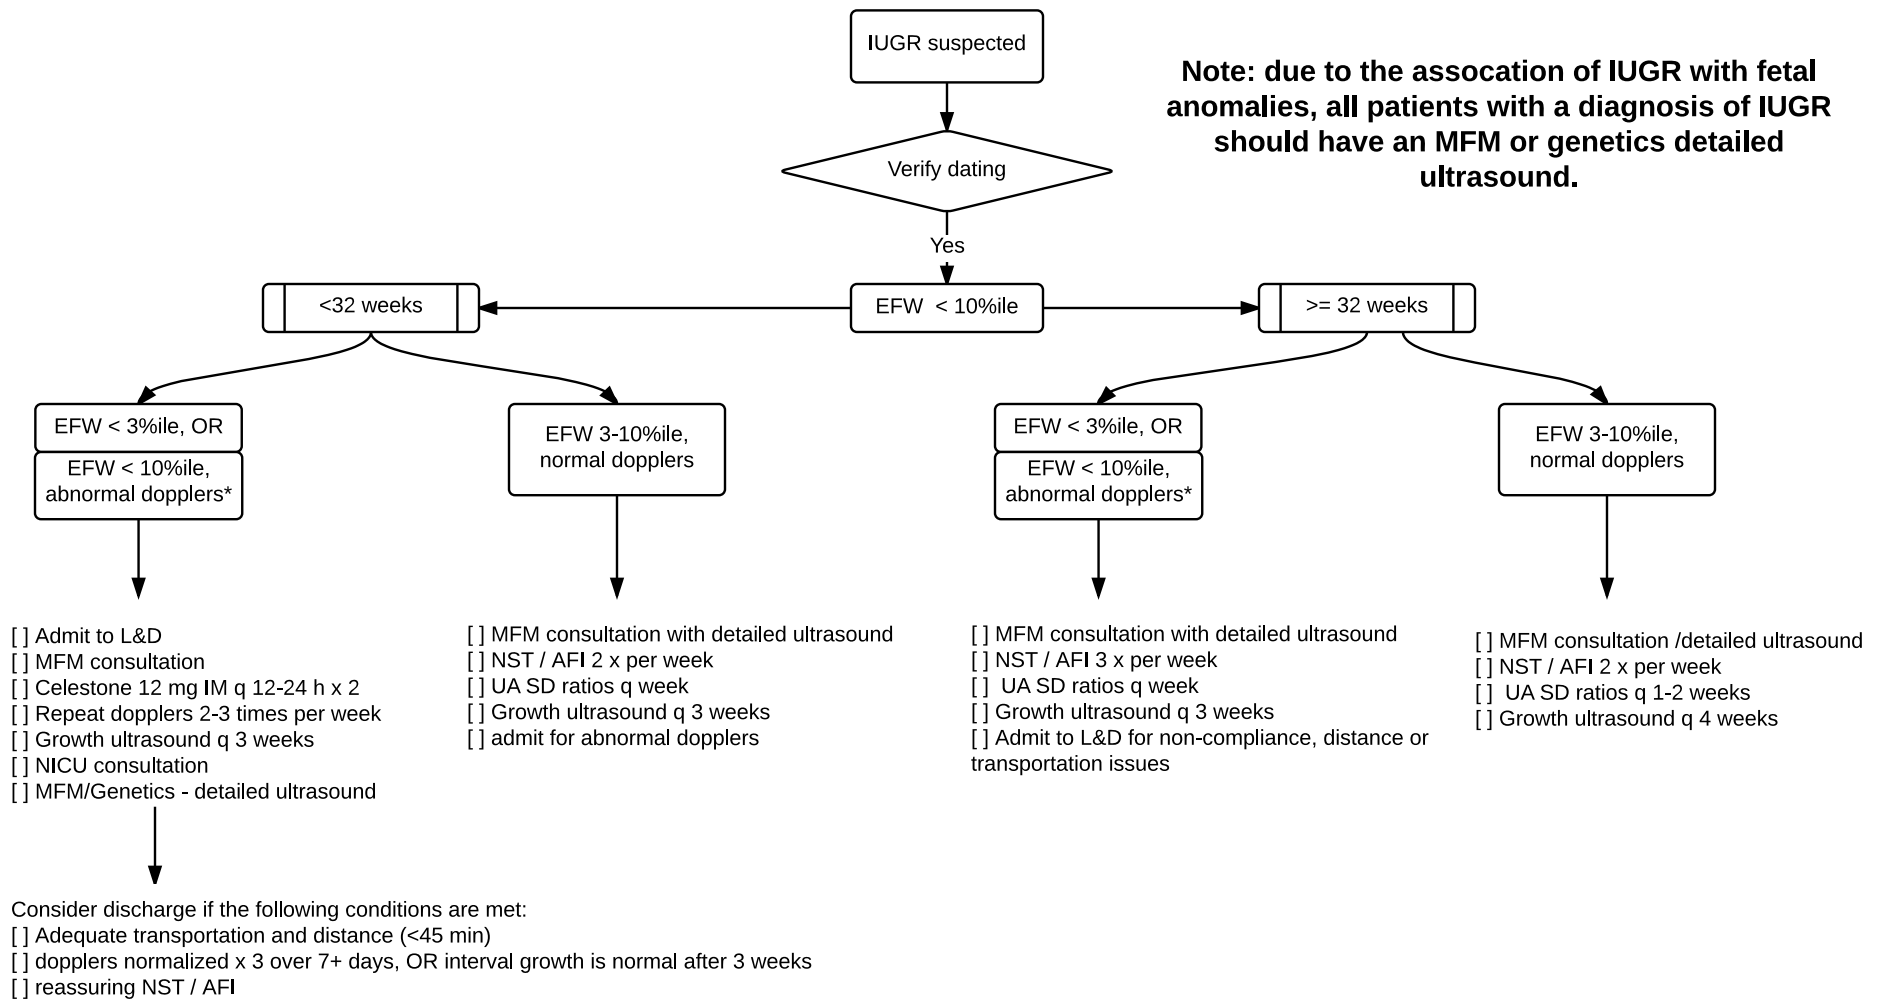 IUGR suspected
Note: due to the assocation of IUGR with fetal
anomalies, all patients with a diagnosis of IUGR
should have an MFM or genetics detailed
ultrasound.
Verify dating
Yes
<32 weeks
EFW < 10%ile
>= 32 weeks
EFW < 3%ile, OR
EFW < 10%ile,
abnormal dopplers*
EFW 3-10%ile,
normal dopplers
EFW < 3%ile, OR
EFW < 10%ile,
abnormal dopplers*
EFW 3-10%ile,
normal dopplers
[ ] Admit to L&D
[ ] MFM consultation
[ ] Celestone 12 mg IM q 12-24 h x 2
[ ] Repeat dopplers 2-3 times per week
[ ] Growth ultrasound q 3 weeks
[ ] NICU consultation
[ ] MFM/Genetics - detailed ultrasound
[ ] MFM consultation with detailed ultrasound
[ ] NST / AFI 2 x per week
[ ] UA SD ratios q week
[ ] Growth ultrasound q 3 weeks
[ ] admit for abnormal dopplers
[ ] MFM consultation with detailed ultrasound
[ ] NST / AFI 3 x per week
[ ] UA SD ratios q week
[ ] Growth ultrasound q 3 weeks
[ ] Admit to L&D for non-compliance, distance or
transportation issues
[ ] MFM consultation /detailed ultrasound
[ ] NST / AFI 2 x per week
[ ] UA SD ratios q 1-2 weeks
[ ] Growth ultrasound q 4 weeks
Consider discharge if the following conditions are met:
[ ] Adequate transportation and distance (<45 min)
[ ] dopplers normalized x 3 over 7+ days, OR interval growth is normal after 3 weeks
[ ] reassuring NST / AFI